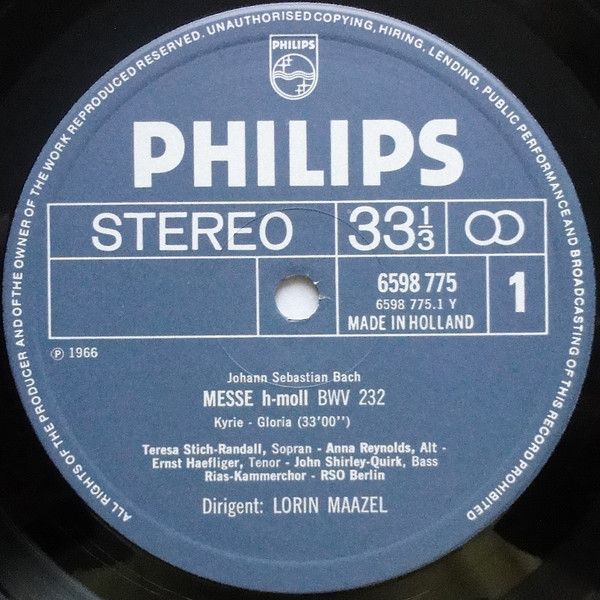 ALL RIGHTS OF THE PRODUCER AND OF THE OWNER OF THE WORK REPRODUCED RESERVED. UNAUTHORISED COPYING, HIRING, LENDING, PUBLIC PERFORMANCE AND BROADCASTING OF THIS RECORD PROHIBITED
PHILIPS
PHILIPS
STEREO 33⅓
6598 775 1
6598 775.1 Y
MADE IN HOLLAND
℗ 1966
Johann Sebastian Bach
MESSE h-moll BWV 232
Kyrie - Gloria (33'00'')
Teresa Stich-Randall, Sopran - Anna Reynolds, Alt -
Ernst Haefliger, Tenor - John Shirley-Quirk, Bass
Rias-Kammerchor - RSO Berlin
Dirigent: LORIN MAAZEL